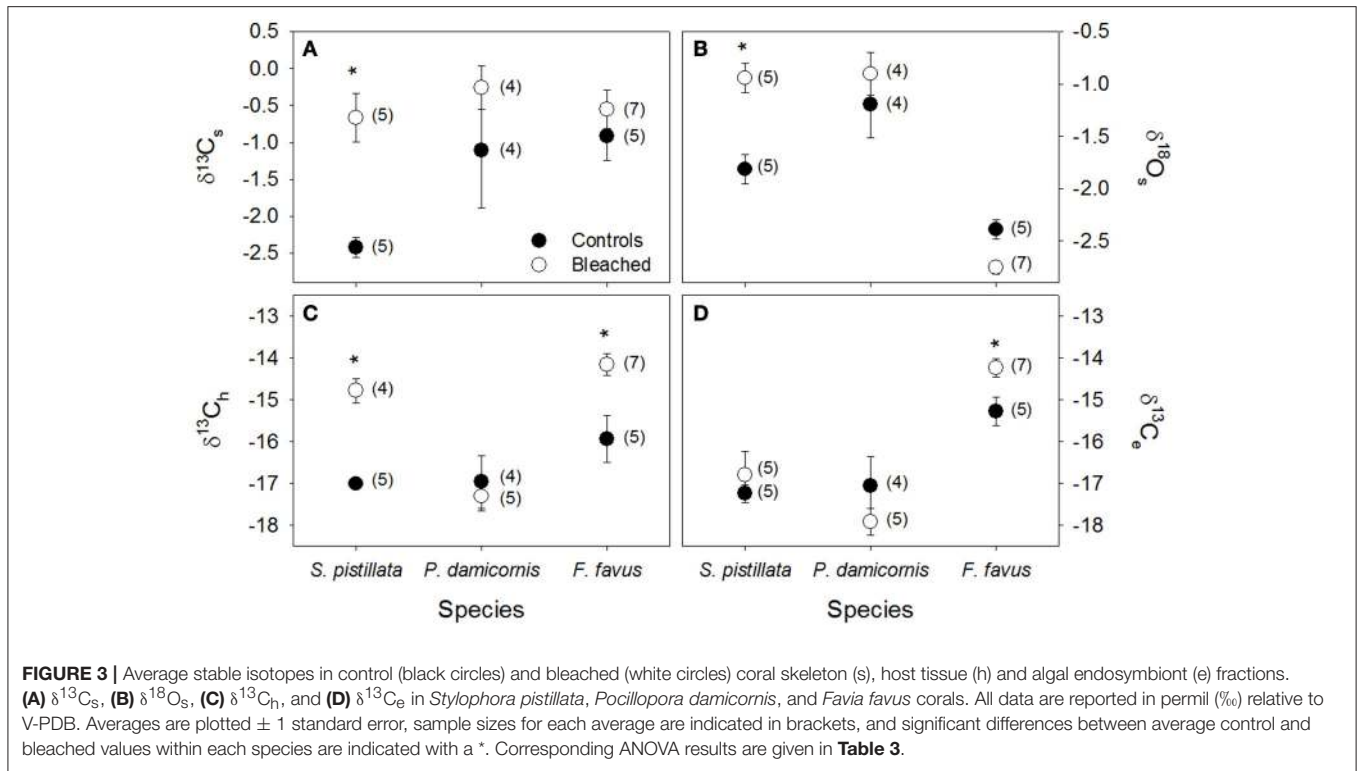 A
*
0.5
0.0
-0.5
-1.0
-1.5
-2.0
-2.5
δ¹³Cₛ
(5)
(4)
(7)
(4)
(5)
(5)
Controls
Bleached
B
*
-0.5
-1.0
-1.5
-2.0
-2.5
δ¹⁸Oₛ
(5)
(4)
(4)
(5)
(5)
(7)
C
*
*
-13
-14
-15
-16
-17
-18
δ¹³Cₕ
(4)
(7)
(5)
(5)
(4)
(5)
S. pistillata P. damicornis F. favus
Species
D
*
-13
-14
-15
-16
-17
-18
δ¹³Cₑ
(7)
(5)
(5)
(5)
(4)
(5)
S. pistillata P. damicornis F. favus
Species
FIGURE 3 | Average stable isotopes in control (black circles) and bleached (white circles) coral skeleton (s), host tissue (h) and algal endosymbiont (e) fractions.
(A) δ¹³Cₛ, (B) δ¹⁸Oₛ, (C) δ¹³Cₕ, and (D) δ¹³Cₑ in Stylophora pistillata, Pocillopora damicornis, and Favia favus corals. All data are reported in permil (‰) relative to
V-PDB. Averages are plotted ± 1 standard error, sample sizes for each average are indicated in brackets, and significant differences between average control and
bleached values within each species are indicated with a *. Corresponding ANOVA results are given in Table 3.